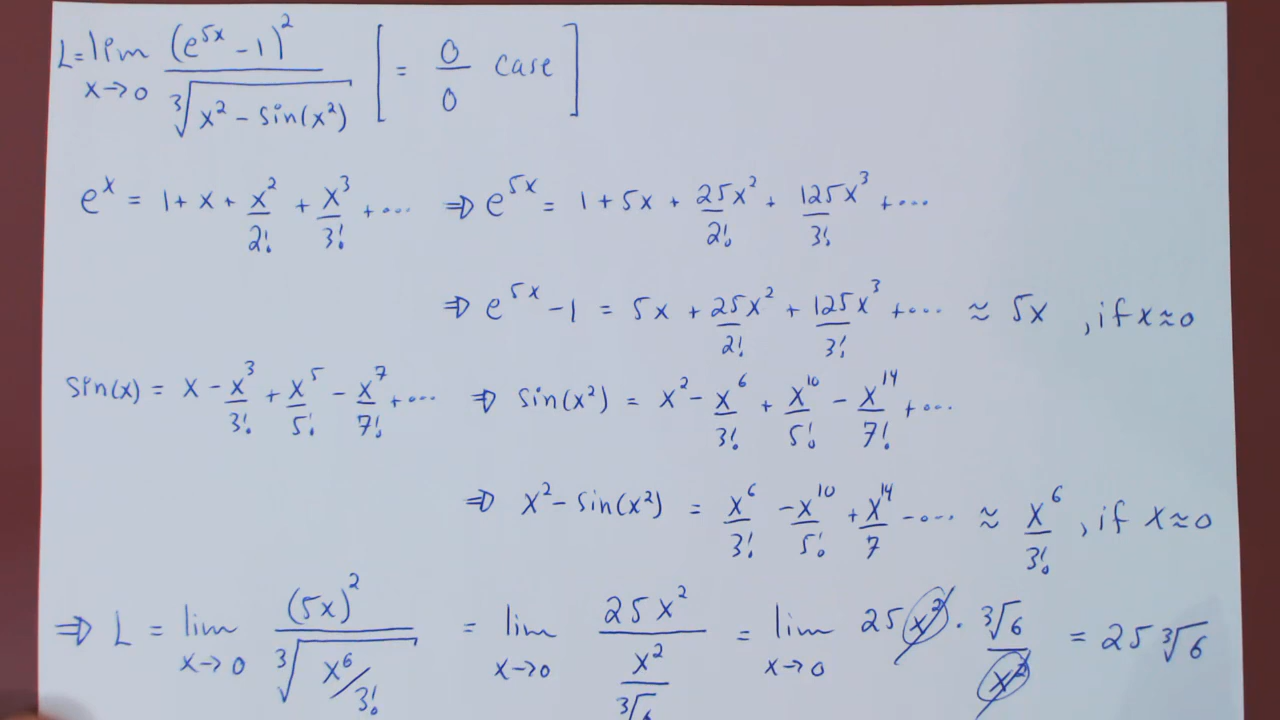 L = lim x→0 (e^5x - 1)^2 / ∛(x^2 - sin(x^2)) [ = 0/0 case ]
e^x = 1 + x + x^2/2! + x^3/3! + ... ⇒ e^5x = 1 + 5x + 25x^2/2! + 125x^3/3! + ...
⇒ e^5x - 1 = 5x + 25x^2/2! + 125x^3/3! + ... ≈ 5x , if x≈0
sin(x) = x - x^3/3! + x^5/5! - x^7/7! + ... ⇒ sin(x^2) = x^2 - x^6/3! + x^10/5! - x^14/7! + ...
⇒ x^2 - sin(x^2) = x^6/3! - x^10/5! + x^14/7 - ... ≈ x^6/3! , if x≈0
⇒ L = lim x→0 (5x)^2 / ∛(x^6/3!) = lim x→0 25x^2 / (x^2/∛6) = lim x→0 25 x^2 · ∛6/x^2 = 25 ∛6